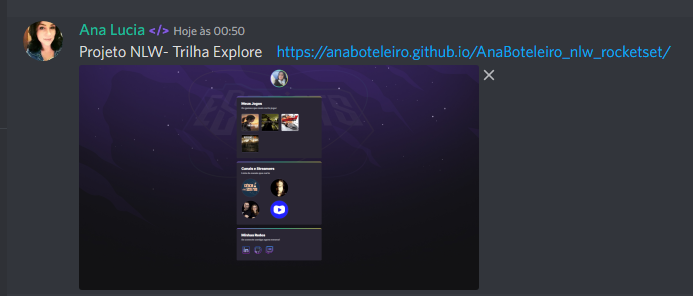 Ana Lucia </> Hoje às 00:50
Projeto NLW- Trilha Explore https://anaboteleiro.github.io/AnaBoteleiro_nlw_rocketset/
Meus Jogos
Canais e Streamers
Minhas Redes